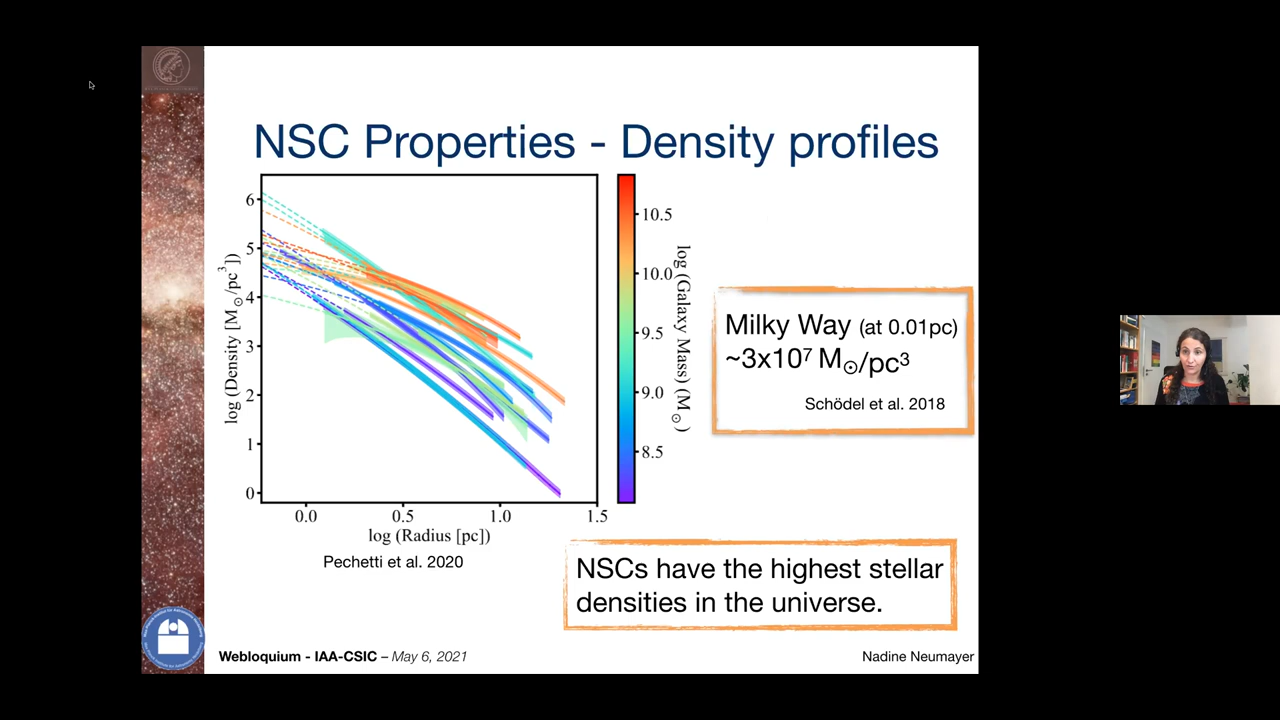 NSC Properties - Density profiles
6
5
4
3
2
1
0
log (Density [M⊙/pc³])
0.0
0.5
1.0
1.5
log (Radius [pc])
10.5
10.0
9.5
9.0
8.5
log (Galaxy Mass) (M⊙)
Pechetti et al. 2020
Milky Way (at 0.01pc)
~3x10⁷ M⊙/pc³
Schödel et al. 2018
NSCs have the highest stellar
densities in the universe.
Webloquium - IAA-CSIC – May 6, 2021
Nadine Neumayer